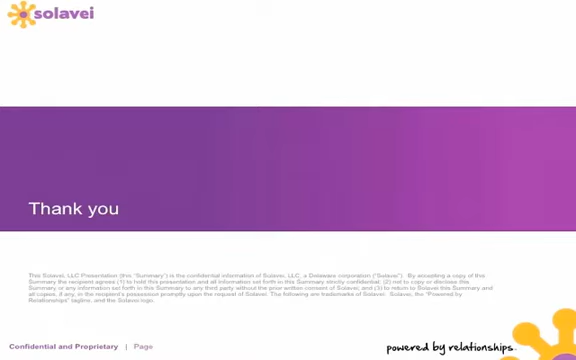 solavei
Thank you
This Solavei, LLC Presentation (this "Summary") is the confidential information of Solavei, LLC, a Delaware corporation ("Solavei"). By accepting a copy of this
Summary the recipient agrees (1) to hold this presentation and all information set forth in this Summary strictly confidential; (2) not to copy or disclose this
Summary or any information set forth in this Summary to any third party without the prior written consent of Solavei; and (3) to return to Solavei this Summary and
all copies, if any, in the recipient's possession promptly upon the request of Solavei. The following are trademarks of Solavei: Solavei, the "Powered by
Relationships" tagline, and the Solavei logo.
Confidential and Proprietary | Page
powered by relationships.